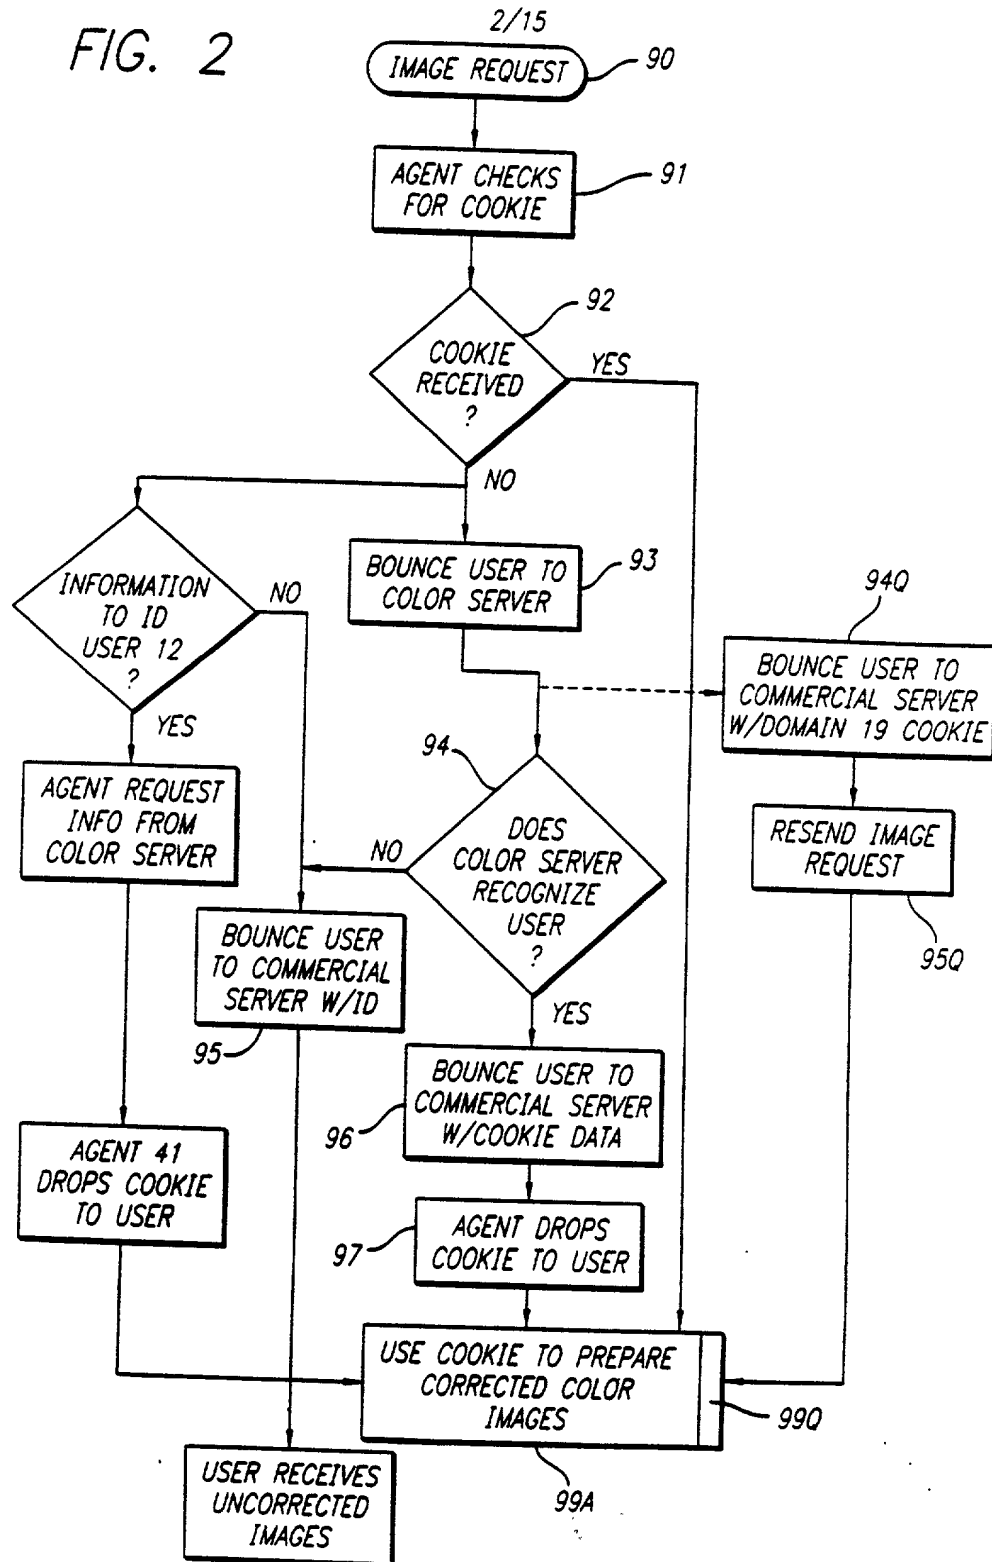 2/15
FIG. 2
IMAGE REQUEST
90
AGENT CHECKS
FOR COOKIE
91
92
COOKIE
RECEIVED
?
YES
NO
INFORMATION
TO ID
USER 12
?
NO
YES
BOUNCE USER TO
COLOR SERVER
93
94Q
BOUNCE USER TO
COMMERCIAL SERVER
W/DOMAIN 19 COOKIE
AGENT REQUEST
INFO FROM
COLOR SERVER
94
DOES
COLOR SERVER
RECOGNIZE
USER
?
NO
YES
RESEND IMAGE
REQUEST
95Q
BOUNCE USER
TO COMMERCIAL
SERVER W/ID
95
BOUNCE USER TO
COMMERCIAL SERVER
W/COOKIE DATA
96
AGENT 41
DROPS COOKIE
TO USER
AGENT DROPS
COOKIE TO USER
97
USE COOKIE TO PREPARE
CORRECTED COLOR
IMAGES
99Q
99A
USER RECEIVES
UNCORRECTED
IMAGES